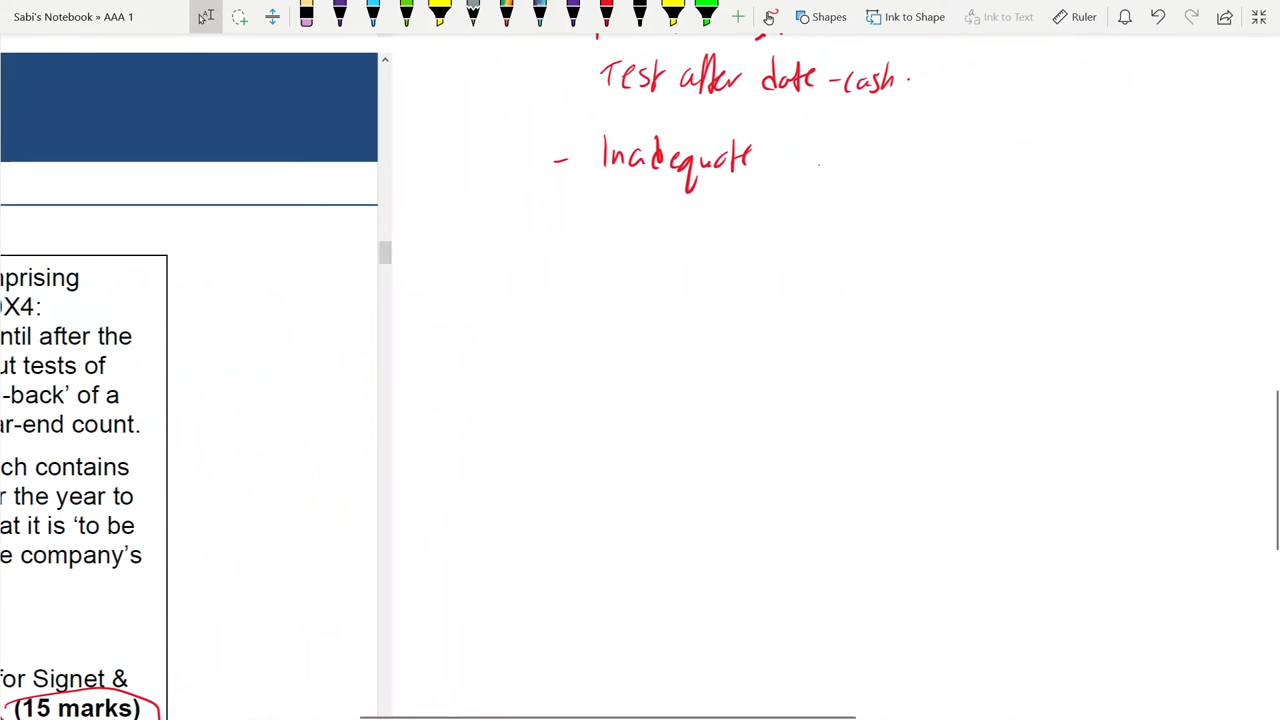 Sabi's Notebook » AAA 1
Shapes
Ink to Shape
Ink to Text
Ruler
Test after date -cash.
- Inadequate
nprising
0X4:
ntil after the
ut tests of
-back' of a
ar-end count.
ch contains
r the year to
at it is 'to be
e company's
for Signet &
(15 marks)